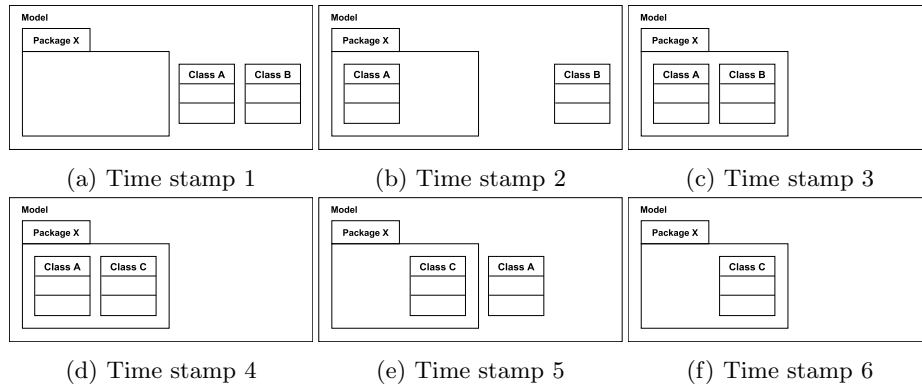 Model
Package X
Class A
Class B
(a) Time stamp 1
Model
Package X
Class A
Class B
(b) Time stamp 2
Model
Package X
Class A
Class B
(c) Time stamp 3
Model
Package X
Class A
Class C
(d) Time stamp 4
Model
Package X
Class C
Class A
(e) Time stamp 5
Model
Package X
Class C
(f) Time stamp 6